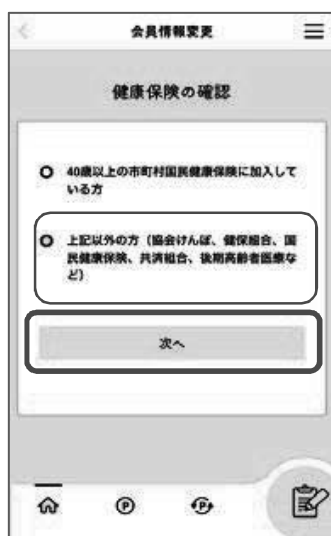 会員情報変更
健康保険の確認
40歳以上の市町村国民健康保険に加入して
いる方
上記以外の方（協会けんぽ、健保組合、国
民健康保険、共済組合、後期高齢者医療な
ど）
次へ
P
P